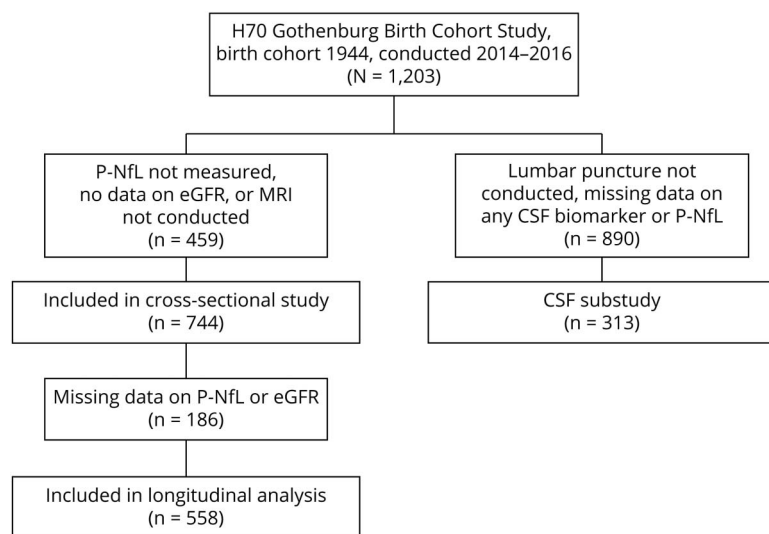 H70 Gothenburg Birth Cohort Study,
birth cohort 1944, conducted 2014–2016
(N = 1,203)
P-NfL not measured,
no data on eGFR, or MRI
not conducted
(n = 459)
Lumbar puncture not
conducted, missing data on
any CSF biomarker or P-NfL
(n = 890)
Included in cross-sectional study
(n = 744)
CSF substudy
(n = 313)
Missing data on P-NfL or eGFR
(n = 186)
Included in longitudinal analysis
(n = 558)